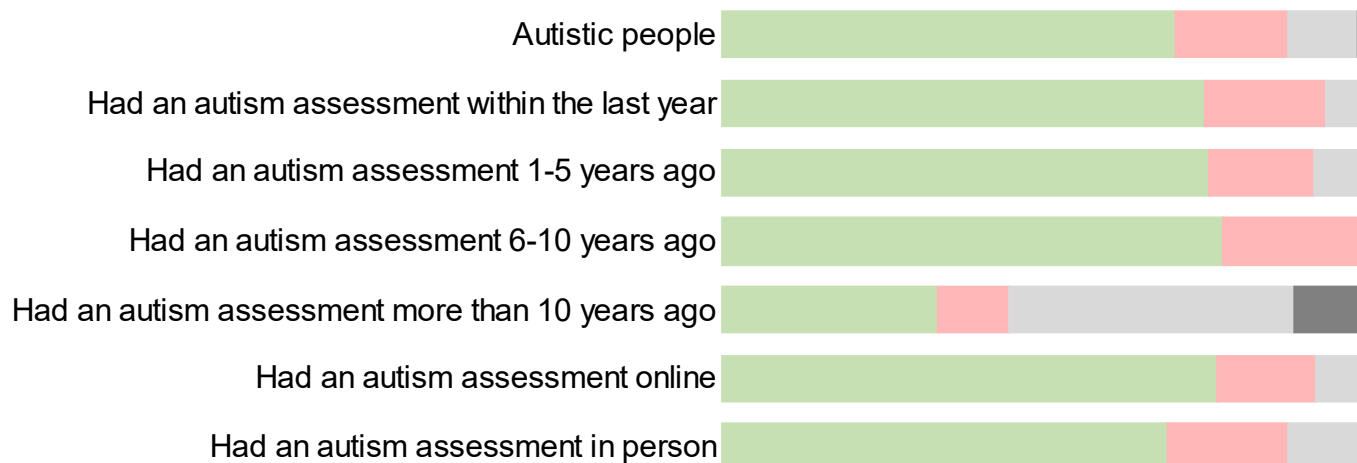 Autistic people
Had an autism assessment within the last year
Had an autism assessment 1-5 years ago
Had an autism assessment 6-10 years ago
Had an autism assessment more than 10 years ago
Had an autism assessment online
Had an autism assessment in person